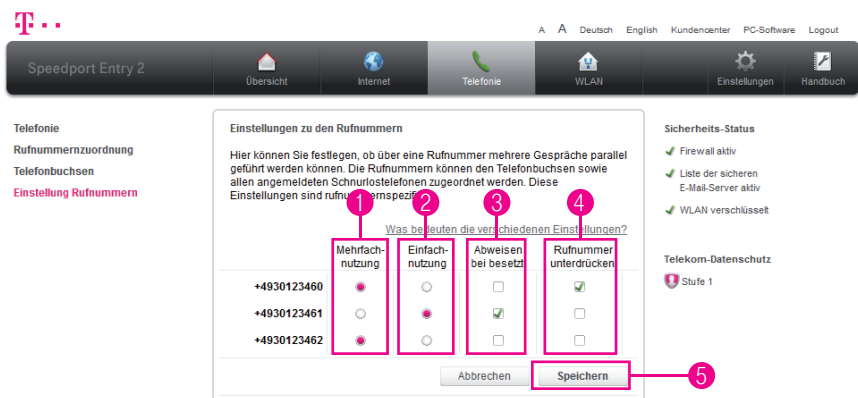 T
A A Deutsch English Kundencenter PC-Software Logout
Speedport Entry 2
Übersicht
Internet
Telefonie
WLAN
Einstellungen
Handbuch
Telefonie
Rufnummernzuordnung
Telefonbuchsen
Einstellung Rufnummern
Einstellungen zu den Rufnummern
Hier können Sie festlegen, ob über eine Rufnummer mehrere Gespräche parallel
geführt werden können. Die Rufnummern können den Telefonbuchsen sowie
allen angemeldeten Schnurlostelefonen zugeordnet werden. Diese
Einstellungen sind
1 2 3 4
Was bedeuten die verschiedenen Einstellungen?
Mehrfach- Einfach- Abweisen Rufnummer
nutzung nutzung bei besetzt unterdrücken
+4930123460
+4930123461
+4930123462
Abbrechen Speichern 5
Sicherheits-Status
Firewall aktiv
Liste der sicheren
E-Mail-Server aktiv
WLAN verschlüsselt
Telekom-Datenschutz
Stufe 1